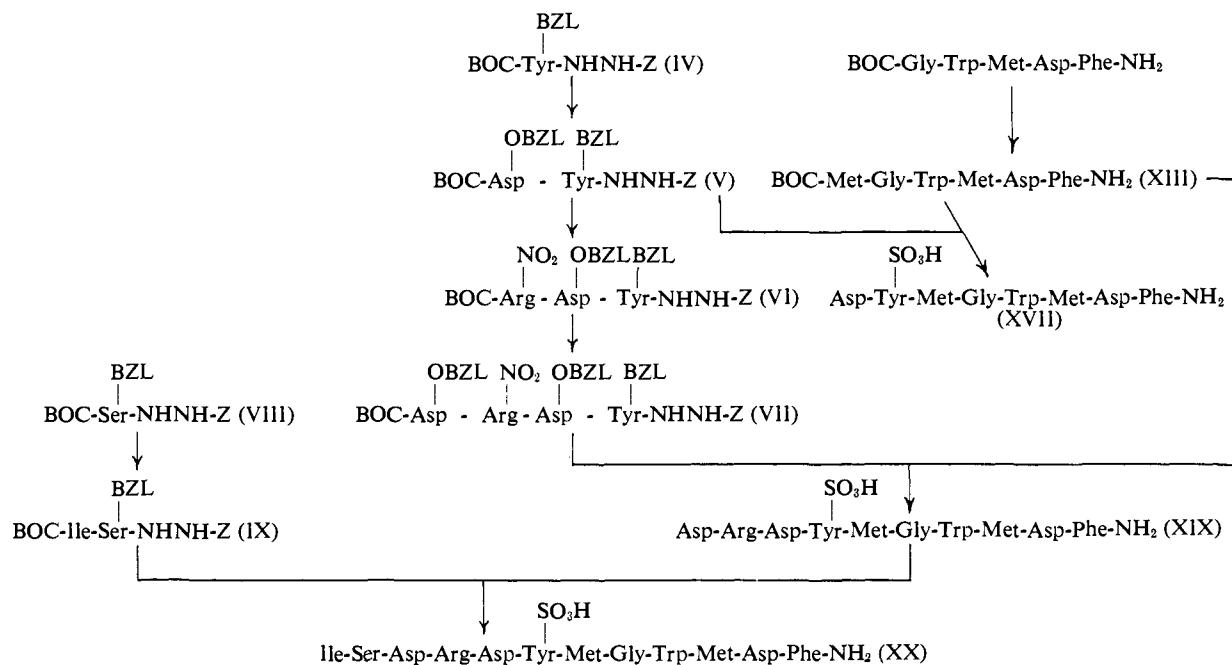 BZL
BOC-Tyr-NHNH-Z (IV)
BOC-Gly-Trp-Met-Asp-Phe-NH₂
OBZL BZL
BOC-Asp - Tyr-NHNH-Z (V)
BOC-Met-Gly-Trp-Met-Asp-Phe-NH₂ (XIII)
NO₂ OBZL BZL
BOC-Arg - Asp - Tyr-NHNH-Z (VI)
SO₃H
Asp-Tyr-Met-Gly-Trp-Met-Asp-Phe-NH₂
(XVII)
BZL
BOC-Ser-NHNH-Z (VIII)
OBZL NO₂ OBZL BZL
BOC-Asp - Arg - Asp - Tyr-NHNH-Z (VII)
BZL
BOC-Ile-Ser-NHNH-Z (IX)
SO₃H
Asp-Arg-Asp-Tyr-Met-Gly-Trp-Met-Asp-Phe-NH₂ (XIX)
SO₃H
Ile-Ser-Asp-Arg-Asp-Tyr-Met-Gly-Trp-Met-Asp-Phe-NH₂ (XX)